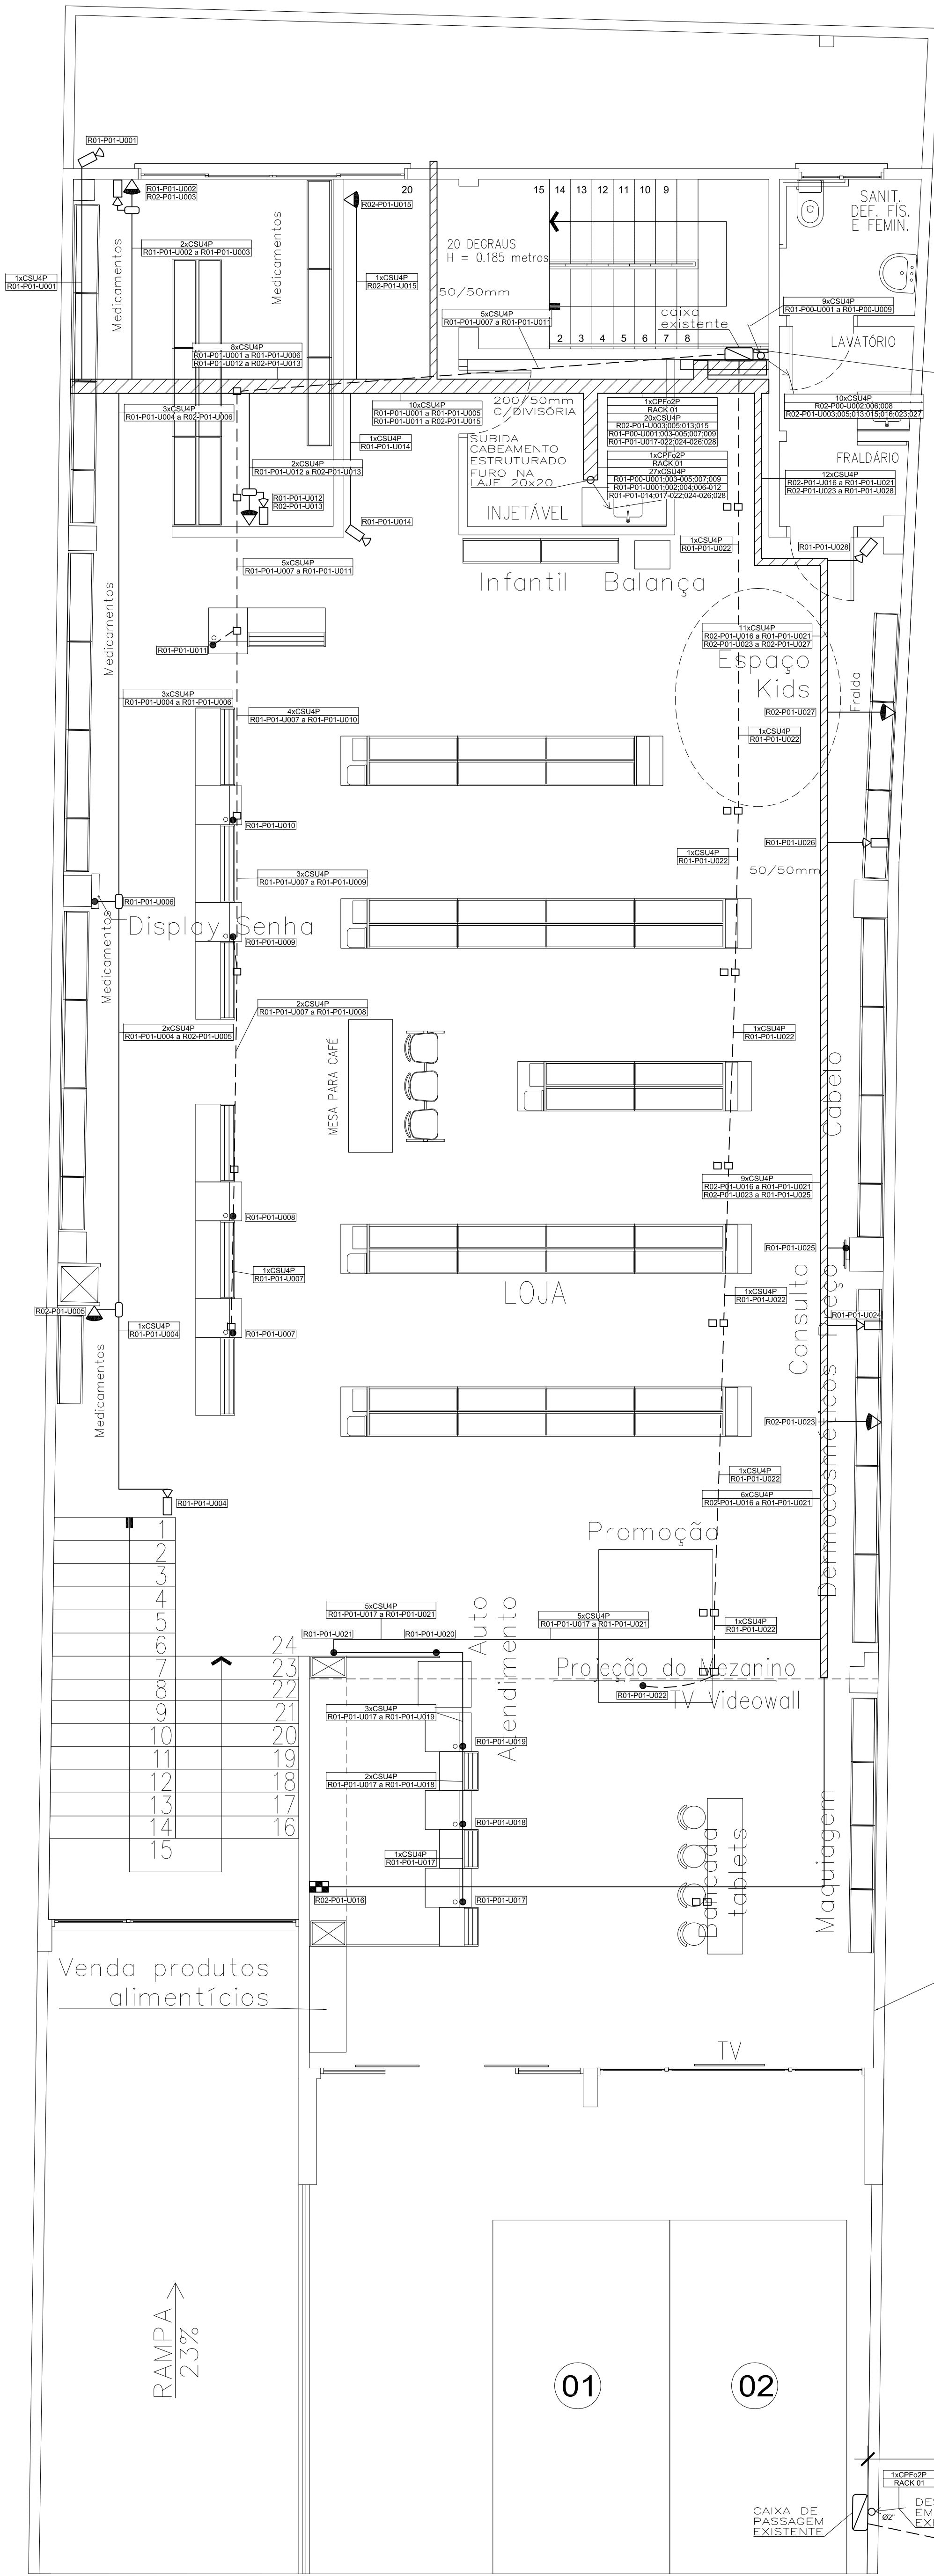 R01-P01-U001
R01-P01-U002
R02-P01-U003
20
R02-P01-U015
15 14 13 12 11 10 9
SANIT.
DEF. FÍS.
E FEMIN.
Medicamentos
2xCSU4P
R01-P01-U002 a R01-P01-U003
Medicamentos
20 DEGRAUS
H = 0.185 metros
1xCSU4P
R01-P01-U001
1xCSU4P
R02-P01-U015
50/50mm
5xCSU4P
R01-P01-U007 a R01-P01-U011
caixa
existente
9xCSU4P
R01-P00-U001 a R01-P00-U009
2 3 4 5 6 7 8
LAVATÓRIO
8xCSU4P
R01-P01-U001 a R01-P01-U006
R01-P01-U012 a R02-P01-U013
3xCSU4P
R01-P01-U004 a R02-P01-U006
10xCSU4P
R01-P01-U001 a R01-P01-U005
R01-P01-U011 a R02-P01-U015
200/50mm
C/DIVISÓRIA
1xCPFo2P
RACK 01
20xCSU4P
R02-P01-U003;005;013;015
R01-P00-U001;003-005;007;009
R01-P01-U017-022;024-026;028
10xCSU4P
R02-P00-U002;006;008
R02-P01-U003;005;013;015;016;023;027
1xCSU4P
R01-P01-U014
SUBIDA
CABEAMENTO
ESTRUTURADO
FURO NA
LAJE 20x20
1xCPFo2P
RACK 01
27xCSU4P
R01-P00-U001;003-005;007;009
R01-P01-U001;002;004;006-012
R01-P01-014;017-022;024-026;028
FRALDÁRIO
2xCSU4P
R01-P01-U012 a R02-P01-U013
12xCSU4P
R02-P01-U016 a R01-P01-U021
R02-P01-U023 a R01-P01-U028
R01-P01-U012
R02-P01-U013
INJETÁVEL
R01-P01-U014
1xCSU4P
R01-P01-U022
R01-P01-U028
5xCSU4P
R01-P01-U007 a R01-P01-U011
Infantil Balança
Medicamentos
R01-P01-U011
11xCSU4P
R02-P01-U016 a R01-P01-U021
R02-P01-U023 a R02-P01-U027
Espaço
Kids
Fralda
3xCSU4P
R01-P01-U004 a R01-P01-U006
4xCSU4P
R01-P01-U007 a R01-P01-U010
R02-P01-U027
1xCSU4P
R01-P01-U022
R01-P01-U010
R01-P01-U026
1xCSU4P
R01-P01-U022
50/50mm
3xCSU4P
R01-P01-U007 a R01-P01-U009
R01-P01-U006
Display Senha
R01-P01-U009
Medicamentos
2xCSU4P
R01-P01-U007 a R01-P01-U008
2xCSU4P
R01-P01-U004 a R02-P01-U005
1xCSU4P
R01-P01-U022
MESA PARA CAFÉ
Cabelo
9xCSU4P
R02-P01-U016 a R01-P01-U021
R02-P01-U023 a R01-P01-U025
R01-P01-U008
R01-P01-U025
1xCSU4P
R01-P01-U007
LOJA
1xCSU4P
R01-P01-U022
Consulta
Preço
R02-P01-U005
1xCSU4P
R01-P01-U004
R01-P01-U007
R01-P01-U024
Medicamentos
R02-P01-U023
Dermocosméticos
1xCSU4P
R01-P01-U022
6xCSU4P
R02-P01-U016 a R01-P01-U021
R01-P01-U004
1
2
3
4
5
6 24
7 23
8 22
9 21
10 20
11 19
12 18
13 17
14 16
15
Promoção
5xCSU4P
R01-P01-U017 a R01-P01-U021
Auto
Atendimento
5xCSU4P
R01-P01-U017 a R01-P01-U021
1xCSU4P
R01-P01-U022
R01-P01-U021
R01-P01-U020
Projeção do Mezanino
R01-P01-U022
TV Videowall
3xCSU4P
R01-P01-U017 a R01-P01-U019
R01-P01-U019
2xCSU4P
R01-P01-U017 a R01-P01-U018
R01-P01-U018
Bancada
tablets
Maquiagem
1xCSU4P
R01-P01-U017
R02-P01-U016
R01-P01-U017
Venda produtos
alimentícios
TV
RAMPA
23%
01
02
1xCPFo2P
RACK 01
CAIXA DE
PASSAGEM
EXISTENTE
Ø2"